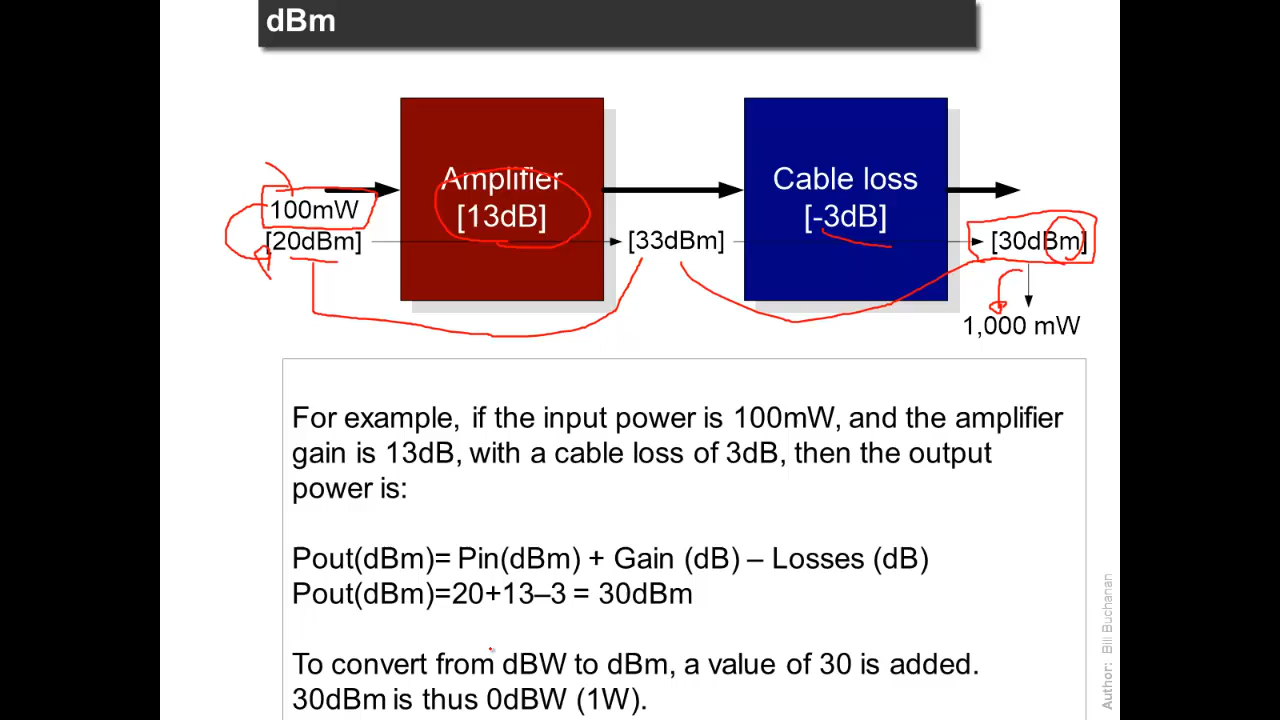 dBm
Amplifier
[13dB]
Cable loss
[-3dB]
100mW
[20dBm]
[33dBm]
[30dBm]
1,000 mW
For example, if the input power is 100mW, and the amplifier
gain is 13dB, with a cable loss of 3dB, then the output
power is:
Pout(dBm)= Pin(dBm) + Gain (dB) – Losses (dB)
Pout(dBm)=20+13–3 = 30dBm
To convert from dBW to dBm, a value of 30 is added.
30dBm is thus 0dBW (1W).
Author: Bill Buchanan